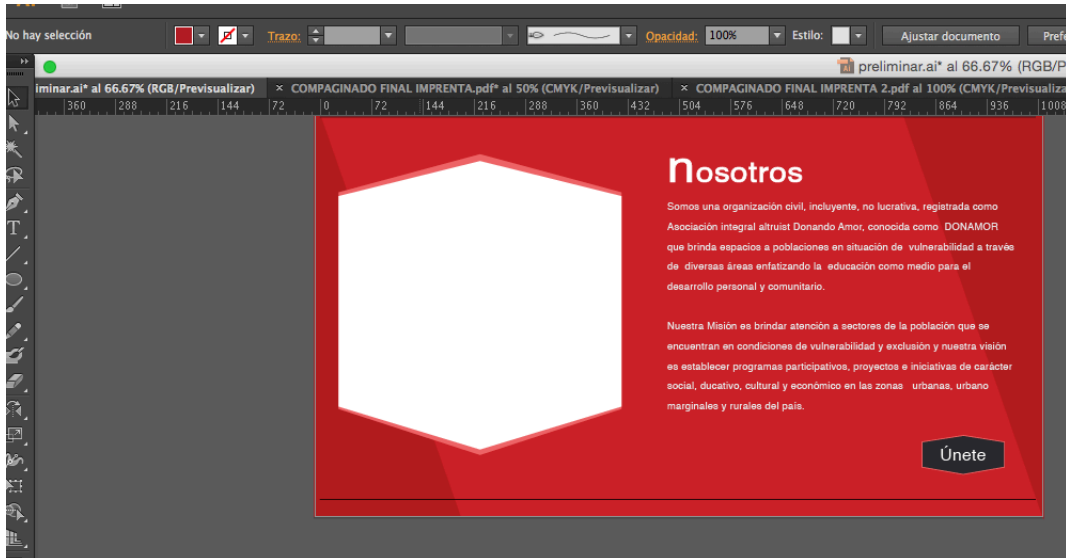 No hay selección Trazo: Opacidad: 100% Estilo: Ajustar documento Prefe
preliminar.ai* al 66.67% (RGB/P
iminar.ai* al 66.67% (RGB/Previsualizar) × COMPAGINADO FINAL IMPRENTA.pdf* al 50% (CMYK/Previsualizar) × COMPAGINADO FINAL IMPRENTA 2.pdf al 100% (CMYK/Previsualiza
360 288 216 144 72 0 72 144 216 288 360 432 504 576 648 720 792 864 936 1008
nosotros
Somos una organización civil, incluyente, no lucrativa, registrada como
Asociación integral altruist Donando Amor, conocida como DONAMOR
que brinda espacios a poblaciones en situación de vulnerabilidad a través
de diversas áreas enfatizando la educación como medio para el
desarrollo personal y comunitario.
Nuestra Misión es brindar atención a sectores de la población que se
encuentran en condiciones de vulnerabilidad y exclusión y nuestra visión
es establecer programas participativos, proyectos e iniciativas de carácter
social, ducativo, cultural y económico en las zonas urbanas, urbano
marginales y rurales del país.
Únete